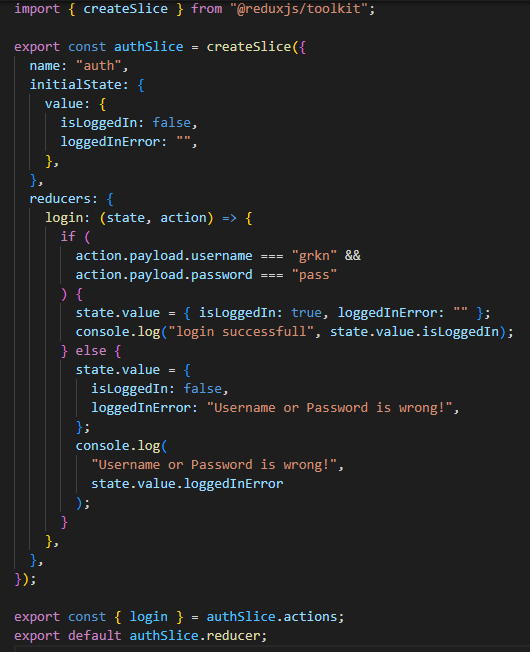 import { createSlice } from "@reduxjs/toolkit";

export const authSlice = createSlice({
  name: "auth",
  initialState: {
    value: {
      isLoggedIn: false,
      loggedInError: "",
    },
  },
  reducers: {
    login: (state, action) => {
      if (
        action.payload.username === "grkn" &&
        action.payload.password === "pass"
      ) {
        state.value = { isLoggedIn: true, loggedInError: "" };
        console.log("login successfull", state.value.isLoggedIn);
      } else {
        state.value = {
          isLoggedIn: false,
          loggedInError: "Username or Password is wrong!",
        };
        console.log(
          "Username or Password is wrong!",
          state.value.loggedInError
        );
      }
    },
  },
});

export const { login } = authSlice.actions;
export default authSlice.reducer;